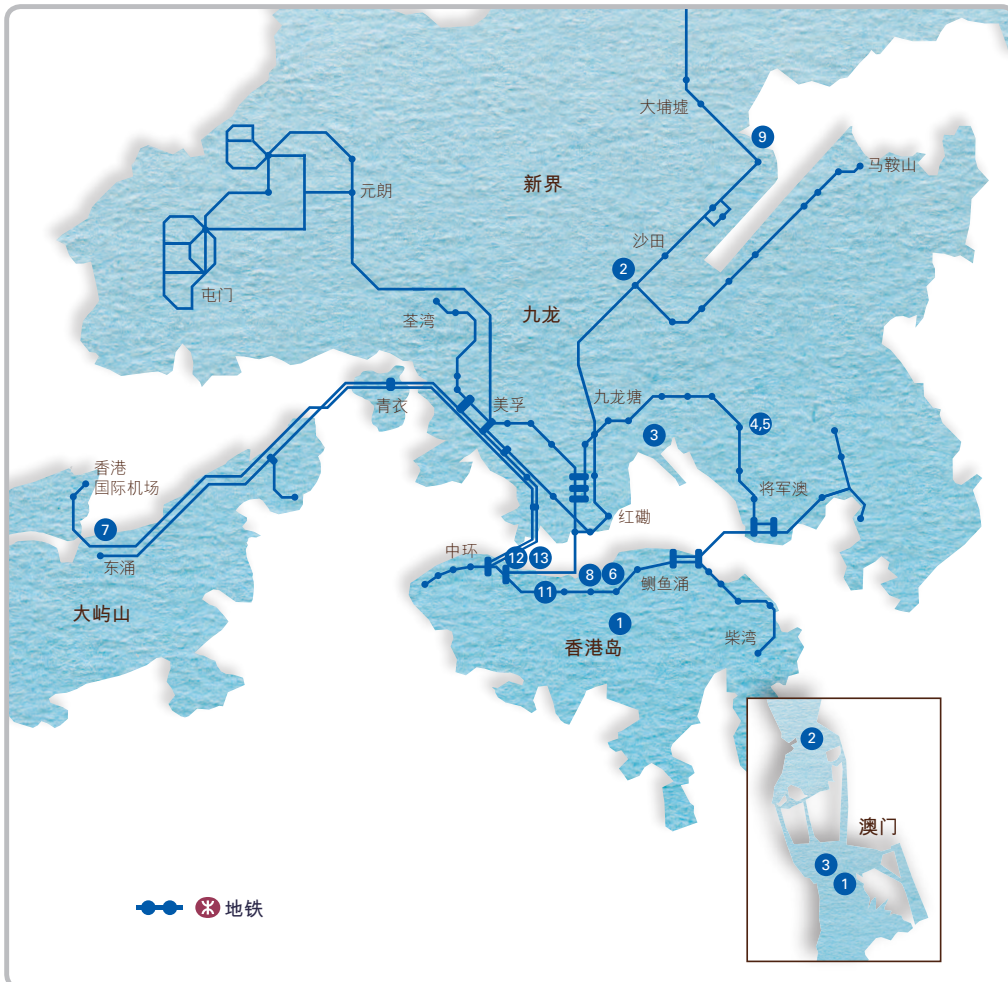 大埔墟
9
马鞍山
新界
元朗
沙田
2
屯门
九龙
荃湾
青衣
美孚
九龙塘
3
4,5
香港
国际机场
将军澳
7
红磡
东涌
中环
12
13
8
6
鲗鱼涌
11
大屿山
1
香港岛
柴湾
2
澳门
3
1
地铁